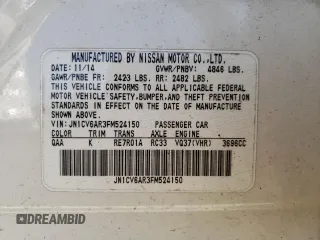 MANUFACTURED BY NISSAN MOTOR CO.,LTD.
DATE: 11/14 GVWR/PNBV: 4846 LBS.
GAWR/PNBE FR: 2423 LBS. RR: 2482 LBS.
THIS VEHICLE CONFORMS TO ALL APPLICABLE FEDERAL
MOTOR VEHICLE SAFETY,BUMPER,AND THEFT PREVENTION
STANDARDS IN EFFECT ON THE DATE OF
MANUFACTURE SHOWN ABOVE.
VIN: JN1CV6AR3FM524150 PASSENGER CAR
COLOR TRIM TRANS AXLE ENGINE
QAA K RE7R01A RC33 VQ37(VHR) 3696CC
JN1CV6AR3FM524150
DREAMBID